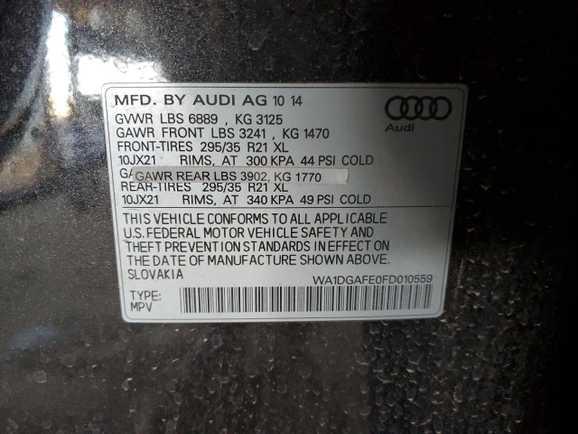 MFD. BY AUDI AG 10 14
GVWR LBS 6889 , KG 3125
GAWR FRONT LBS 3241 , KG 1470
FRONT-TIRES 295/35 R21 XL
10JX21 RIMS, AT 300 KPA 44 PSI COLD
GAWR REAR LBS 3902, KG 1770
REAR-TIRES 295/35 R21 XL
10JX21 RIMS, AT 340 KPA 49 PSI COLD
THIS VEHICLE CONFORMS TO ALL APPLICABLE
U.S. FEDERAL MOTOR VEHICLE SAFETY AND
THEFT PREVENTION STANDARDS IN EFFECT ON
THE DATE OF MANUFACTURE SHOWN ABOVE.
SLOVAKIA
WA1DGAFE0FD010559
TYPE:
MPV
Audi